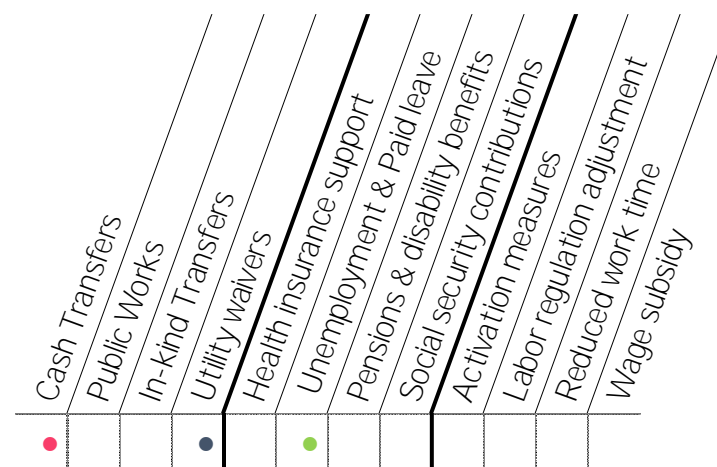 Cash Transfers
Public Works
In-kind Transfers
Utility waivers
Health insurance support
Unemployment & Paid leave
Pensions & disability benefits
Social security contributions
Activation measures
Labor regulation adjustment
Reduced work time
Wage subsidy